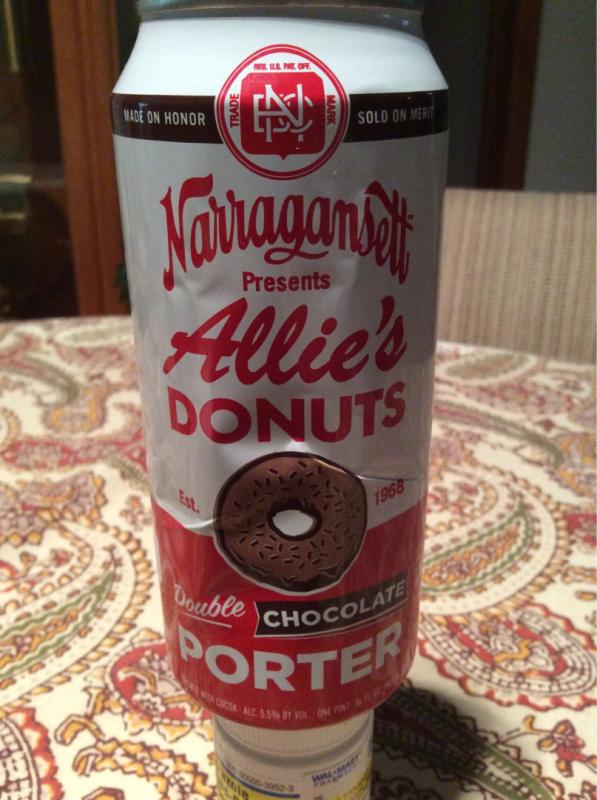 REG. U.S. PAT. OFF.
TRADE MARK
MADE ON HONOR
SOLD ON MERIT
Narragansett
Presents
Allie's
DONUTS
Est. 1968
Double CHOCOLATE
PORTER
WITH COCOA · ALC. 5.5% BY VOL. · ONE PINT
WAL-MART